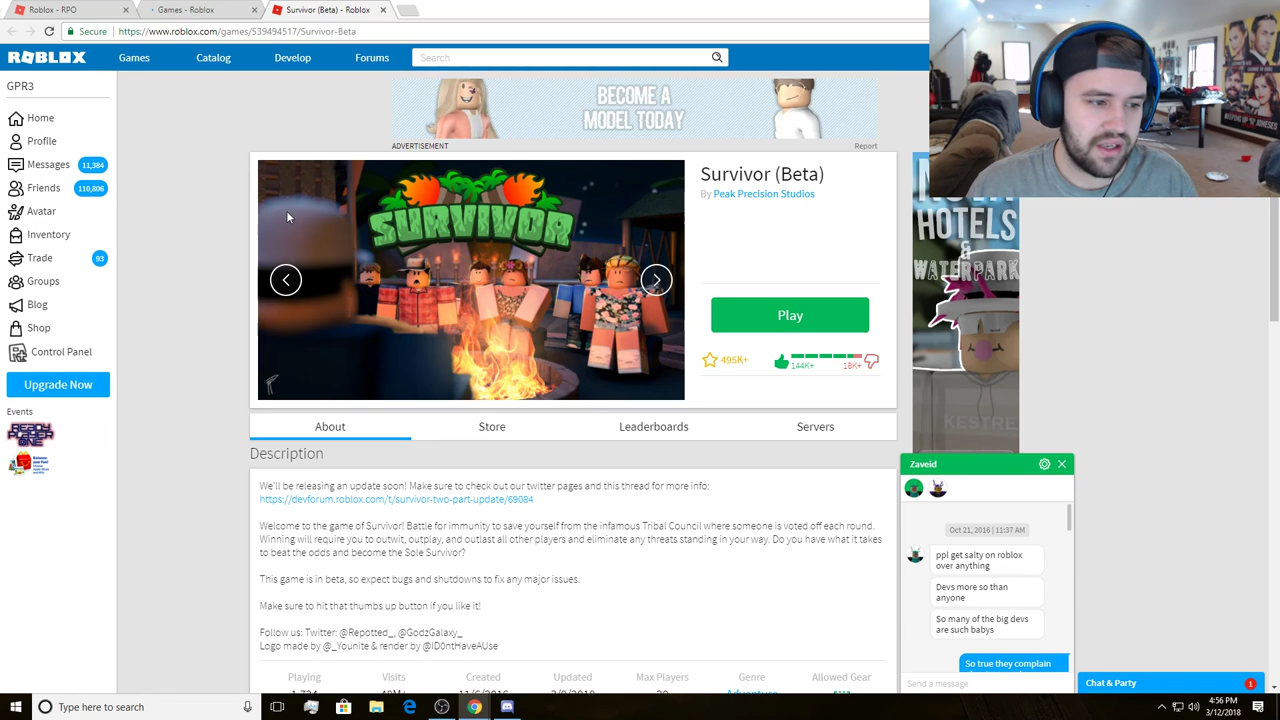 Roblox - RPO
Games - Roblox
Survivor (Beta) - Roblox
Secure
https://www.roblox.com/games/539494517/Survivor-Beta
ROBLOX
Games
Catalog
Develop
Forums
Search
GPR3
Home
Profile
Messages 11,384
Friends 110,806
Avatar
Inventory
Trade 93
Groups
Blog
Shop
Control Panel
Upgrade Now
Events
READY
PLAYER
ONE
BECOME A
MODEL TODAY
ADVERTISEMENT
Report
SURVIVOR
Survivor (Beta)
By Peak Precision Studios
Play
495K+
144K+
18K+
HOTELS
&
WATERPARK
KESTRE
About
Store
Leaderboards
Servers
Description
We'll be releasing an update soon! Make sure to check out our twitter pages and this thread for more info:
https://devforum.roblox.com/t/survivor-two-part-update/69084
Welcome to the game of Survivor! Battle for immunity to save yourself from the infamous Tribal Council where someone is voted off each round.
Winning will require you to outwit, outplay, and outlast all other players and eliminate any threats standing in your way. Do you have what it takes
to beat the odds and become the Sole Survivor?
This game is in beta, so expect bugs and shutdowns to fix any major issues.
Make sure to hit that thumbs up button if you like it!
Follow us: Twitter: @Repotted_, @GodzGalaxy_
Logo made by @_Younite & render by @ID0ntHaveAUse
Playing
Visits
Created
Updated
Max Players
Genre
Allowed Gear
Zaveid
Oct 21, 2016 | 11:37 AM
ppl get salty on roblox
over anything
Devs more so than
anyone
So many of the big devs
are such babys
So true they complain
Send a message
Chat & Party
1
Type here to search
4:56 PM
3/12/2018